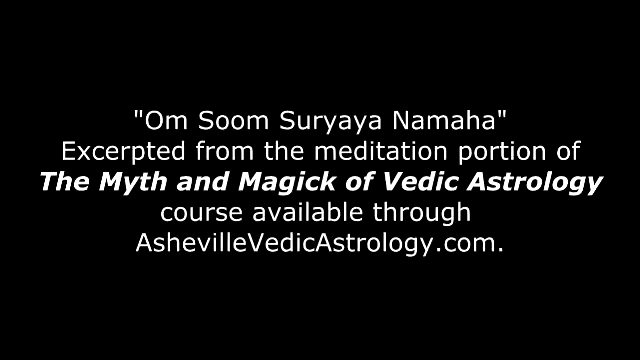 "Om Soom Suryaya Namaha"
Excerpted from the meditation portion of
The Myth and Magick of Vedic Astrology
course available through
AshevilleVedicAstrology.com.